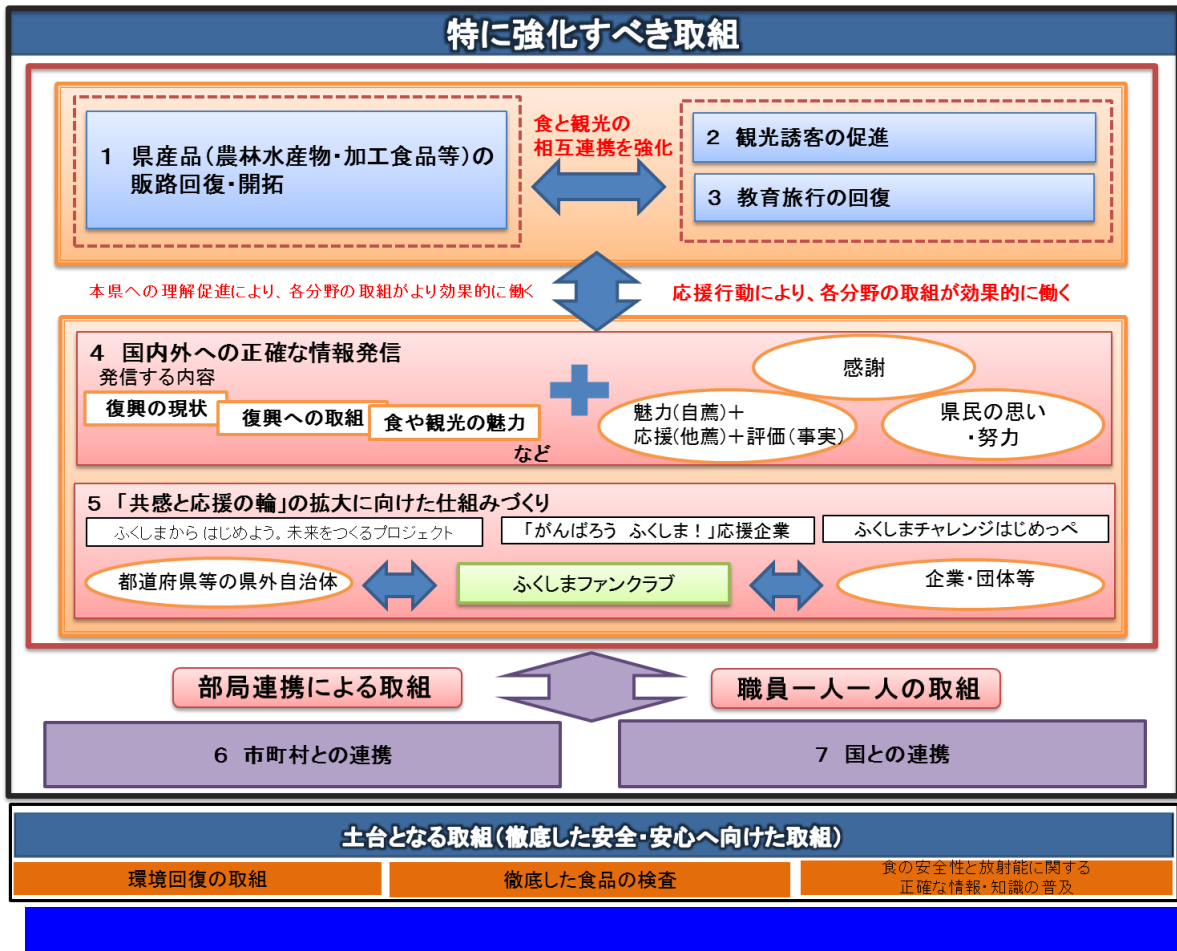 特に強化すべき取組
1 県産品(農林水産物・加工食品等)の
販路回復・開拓
食と観光の
相互連携を強化
2 観光誘客の促進
3 教育旅行の回復
本県への理解促進により、各分野の取組がより効果的に働く
応援行動により、各分野の取組が効果的に働く
4 国内外への正確な情報発信
発信する内容
復興の現状
復興への取組
食や観光の魅力
など
感謝
魅力(自薦)+
応援(他薦)+評価(事実)
県民の思い
・努力
5 「共感と応援の輪」の拡大に向けた仕組みづくり
ふくしまから はじめよう。未来をつくるプロジェクト
「がんばろう ふくしま!」応援企業
ふくしまチャレンジはじめっぺ
都道府県等の県外自治体
ふくしまファンクラブ
企業・団体等
部局連携による取組
職員一人一人の取組
6 市町村との連携
7 国との連携
土台となる取組(徹底した安全・安心へ向けた取組)
環境回復の取組
徹底した食品の検査
食の安全性と放射能に関する
正確な情報・知識の普及